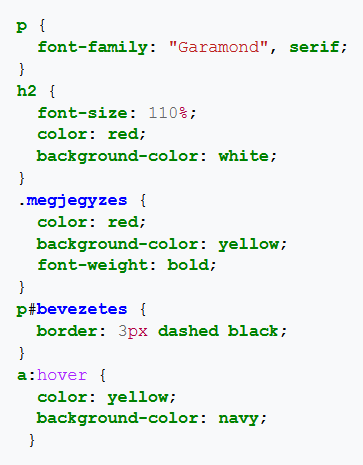 p {
  font-family: "Garamond", serif;
}
h2 {
  font-size: 110%;
  color: red;
  background-color: white;
}
.megjegyzes {
  color: red;
  background-color: yellow;
  font-weight: bold;
}
p#bevezetes {
  border: 3px dashed black;
}
a:hover {
  color: yellow;
  background-color: navy;
 }